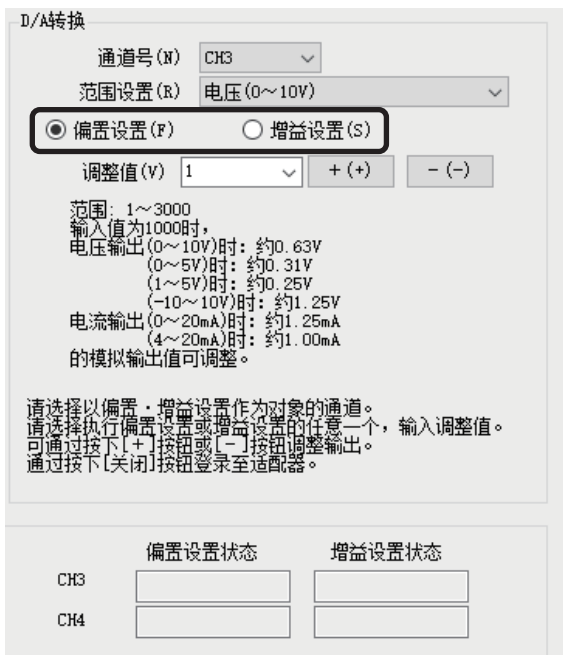 D/A转换
通道号(N) CH3
范围设置(R) 电压(0～10V)
偏置设置(F) 增益设置(S)
调整值(V) 1 +(+) -(-)
范围: 1～3000
输入值为1000时，
电压输出(0～10V)时: 约0.63V
(0～5V)时: 约0.31V
(1～5V)时: 约0.25V
(-10～10V)时: 约1.25V
电流输出(0～20mA)时: 约1.25mA
(4～20mA)时: 约1.00mA
的模拟输出值可调整。
请选择以偏置・增益设置作为对象的通道。
请选择执行偏置设置或增益设置的任意一个，输入调整值。
可通过按下[+]按钮或[-]按钮调整输出。
通过按下[关闭]按钮登录至适配器。
偏置设置状态 增益设置状态
CH3
CH4